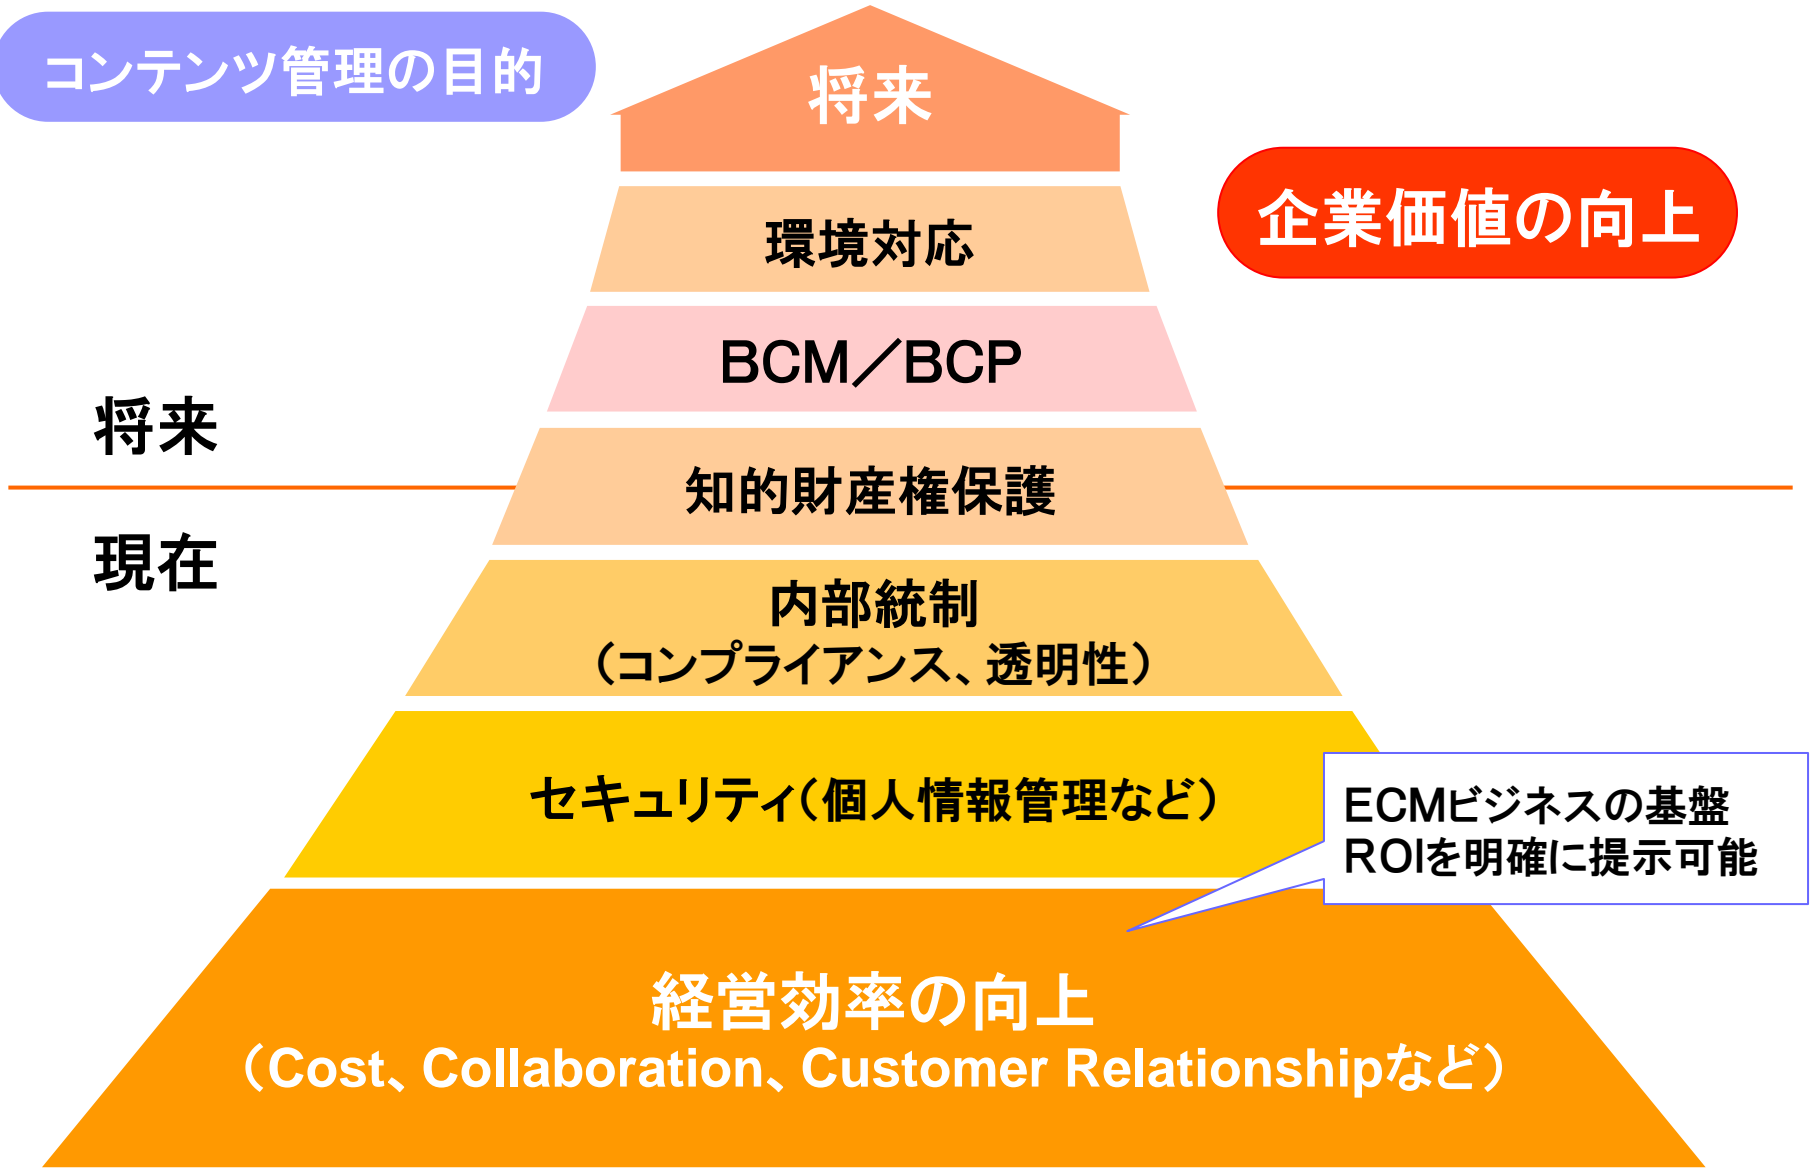 コンテンツ管理の目的
将来
企業価値の向上
環境対応
BCM／BCP
将来
知的財産権保護
現在
内部統制
（コンプライアンス、透明性）
セキュリティ（個人情報管理など）
ECMビジネスの基盤
ROIを明確に提示可能
経営効率の向上
（Cost、Collaboration、Customer Relationshipなど）